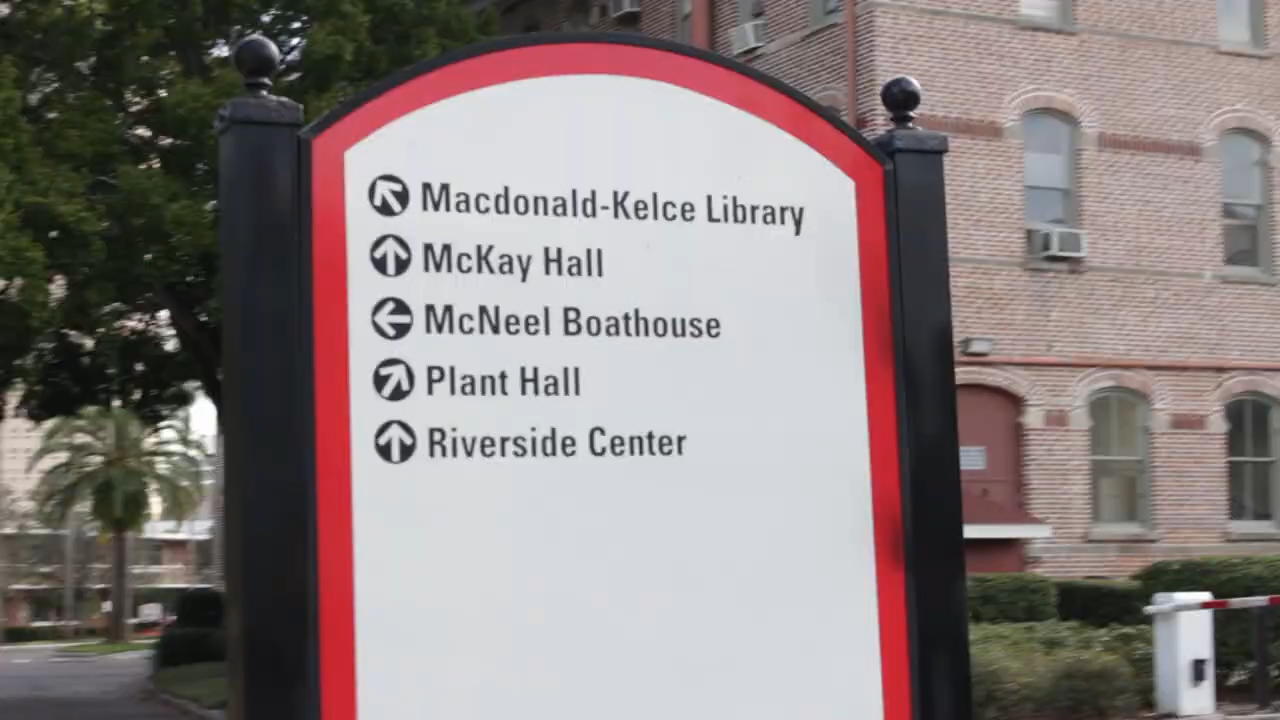 Macdonald-Kelce Library
McKay Hall
McNeel Boathouse
Plant Hall
Riverside Center